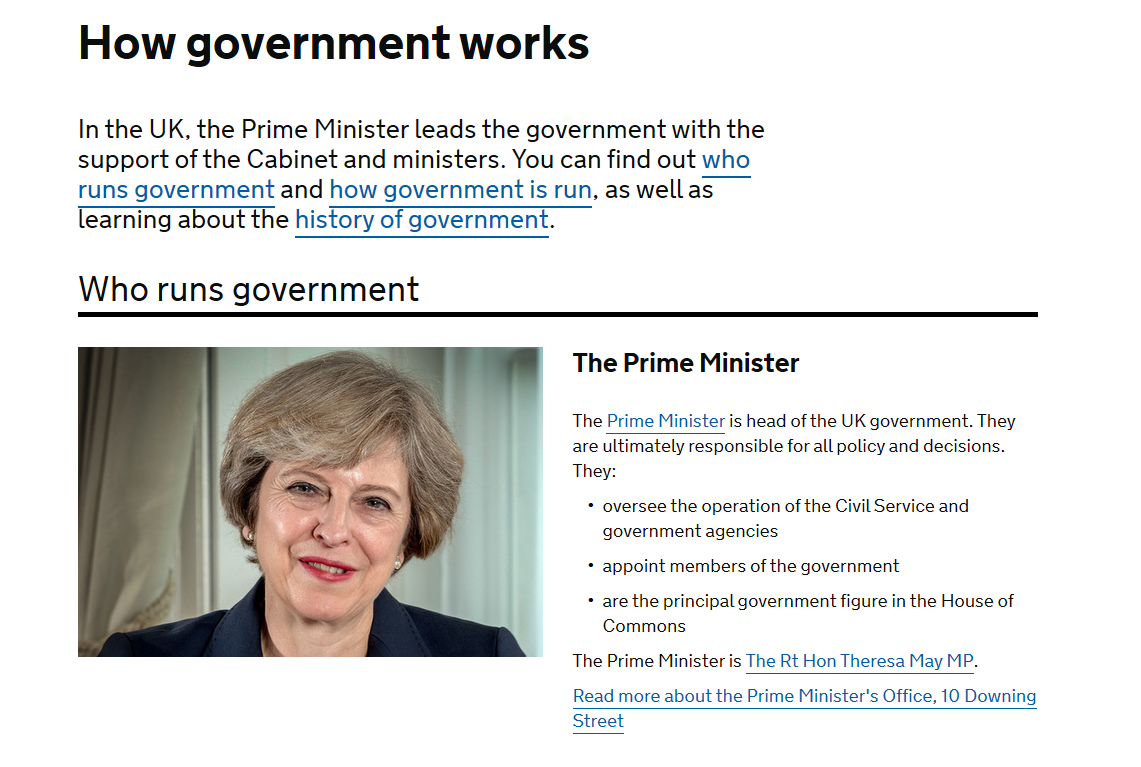 How government works
In the UK, the Prime Minister leads the government with the
support of the Cabinet and ministers. You can find out who
runs government and how government is run, as well as
learning about the history of government.
Who runs government
The Prime Minister
The Prime Minister is head of the UK government. They
are ultimately responsible for all policy and decisions.
They:
• oversee the operation of the Civil Service and
government agencies
• appoint members of the government
• are the principal government figure in the House of
Commons
The Prime Minister is The Rt Hon Theresa May MP.
Read more about the Prime Minister's Office, 10 Downing
Street